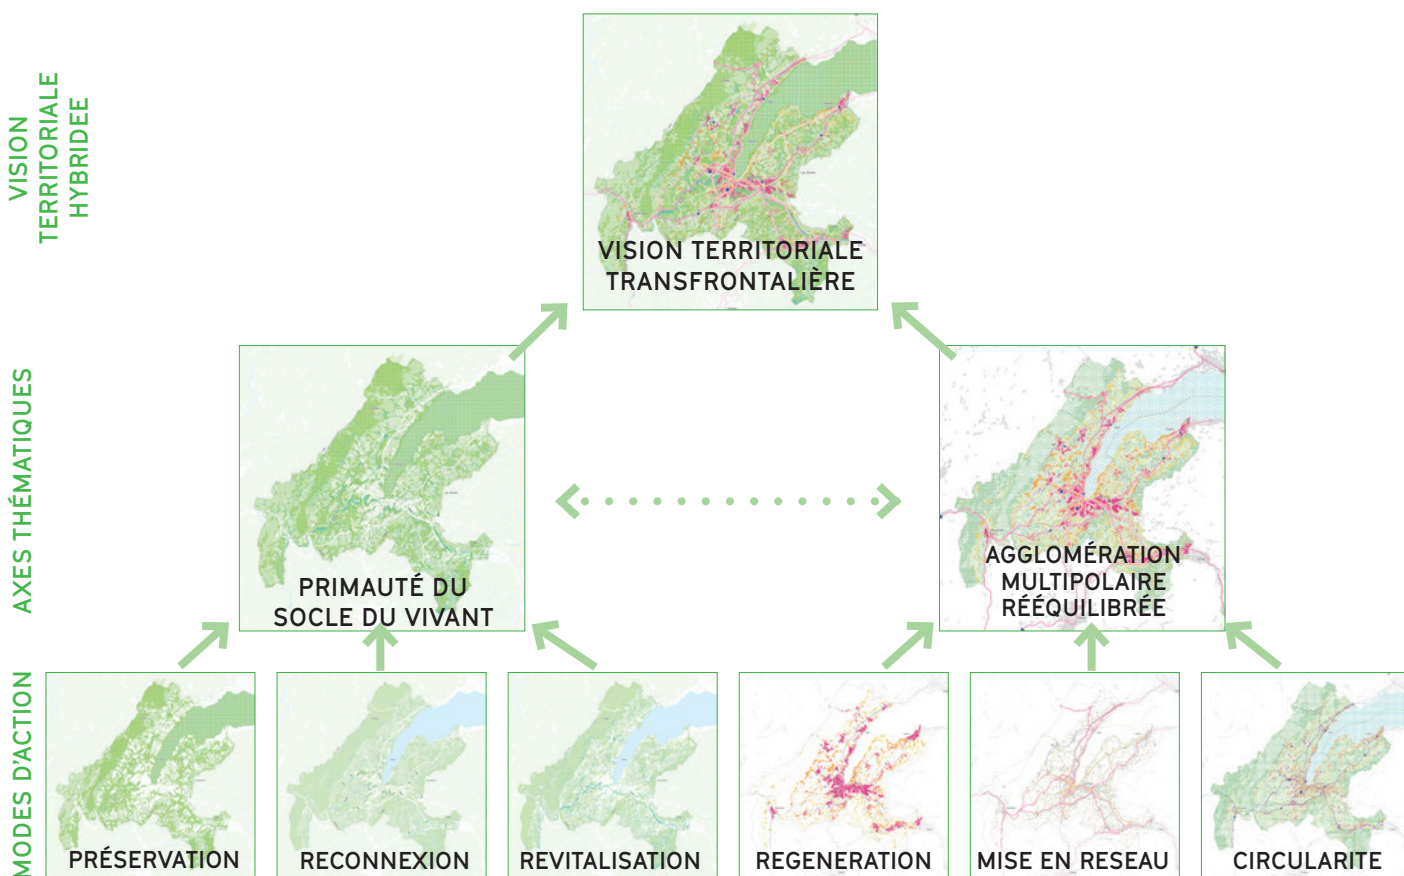 VISION
TERRITORIALE
HYBRIDEE
VISION TERRITORIALE
TRANSFRONTALIÈRE
AXES THÉMATIQUES
PRIMAUTÉ DU
SOCLE DU VIVANT
AGGLOMÉRATION
MULTIPOLAIRE
RÉÉQUILIBRÉE
MODES D'ACTION
PRÉSERVATION
RECONNEXION
REVITALISATION
REGENERATION
MISE EN RESEAU
CIRCULARITE